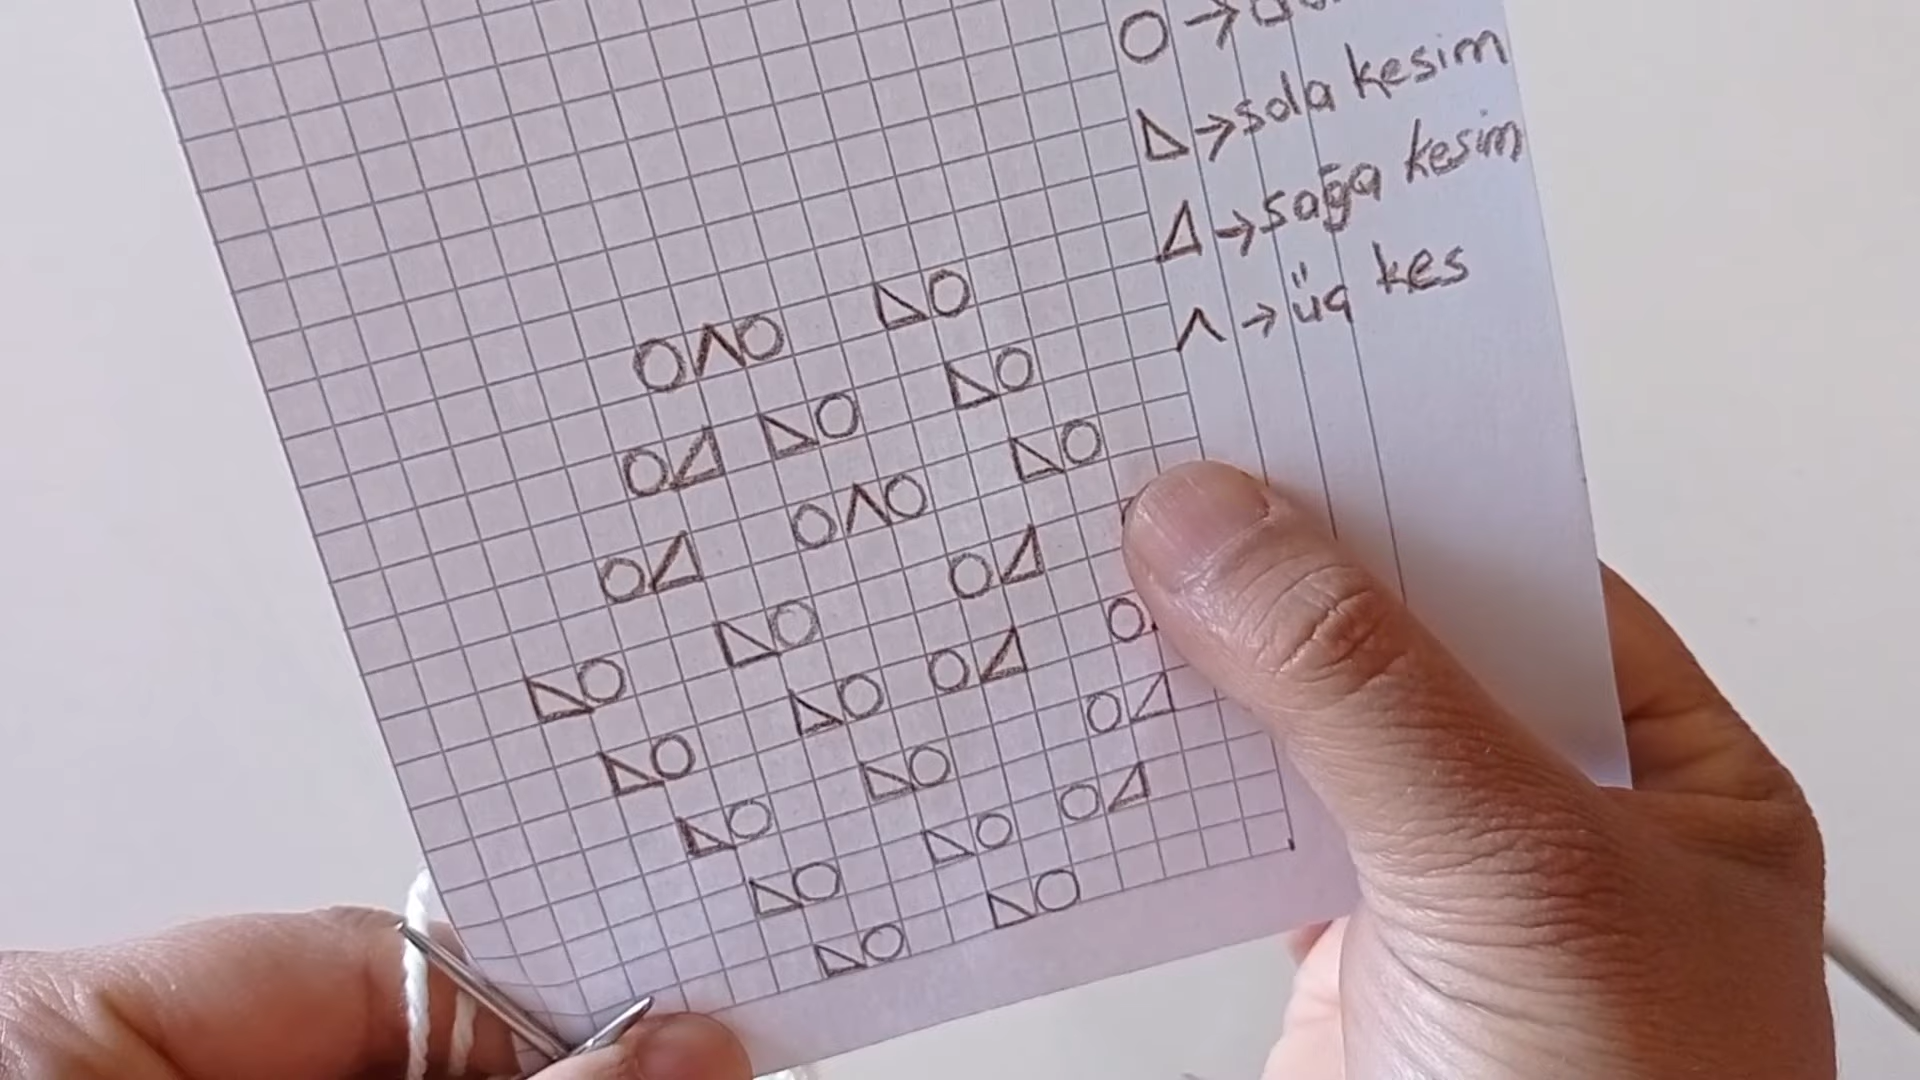 O →
◺ → sola kesim
◿ → sağa kesim
Λ → üç kes